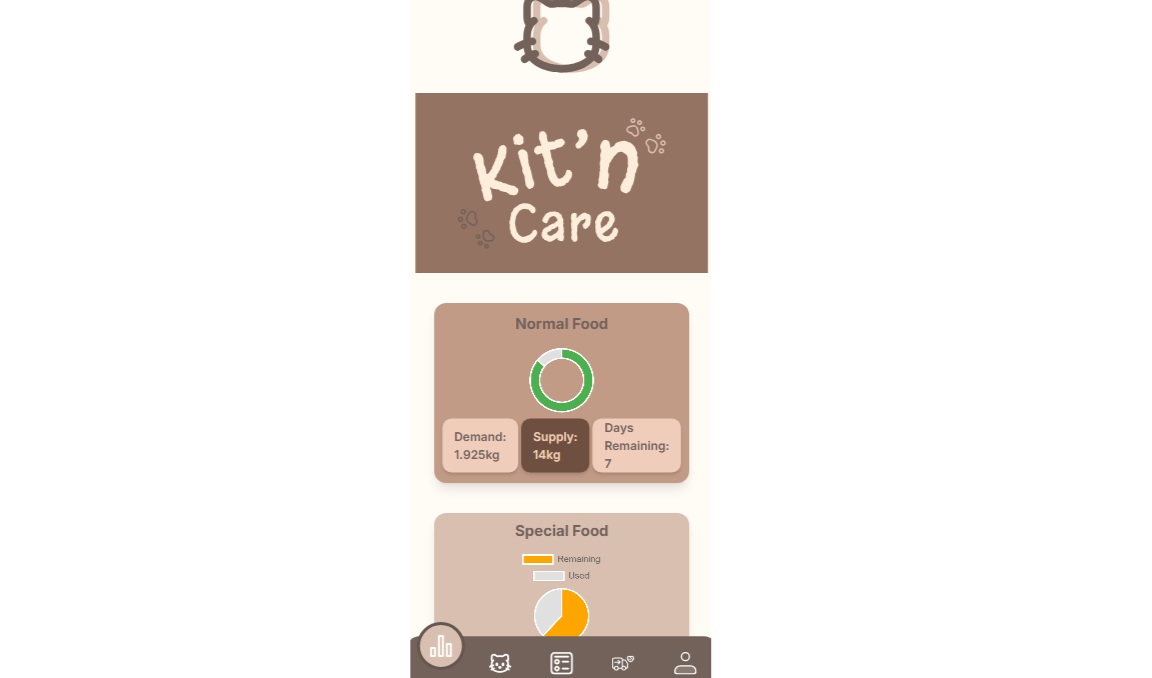 Kit'n
Care
Normal Food
Demand:
1.925kg
Supply:
14kg
Days
Remaining:
7
Special Food
Remaining
Used